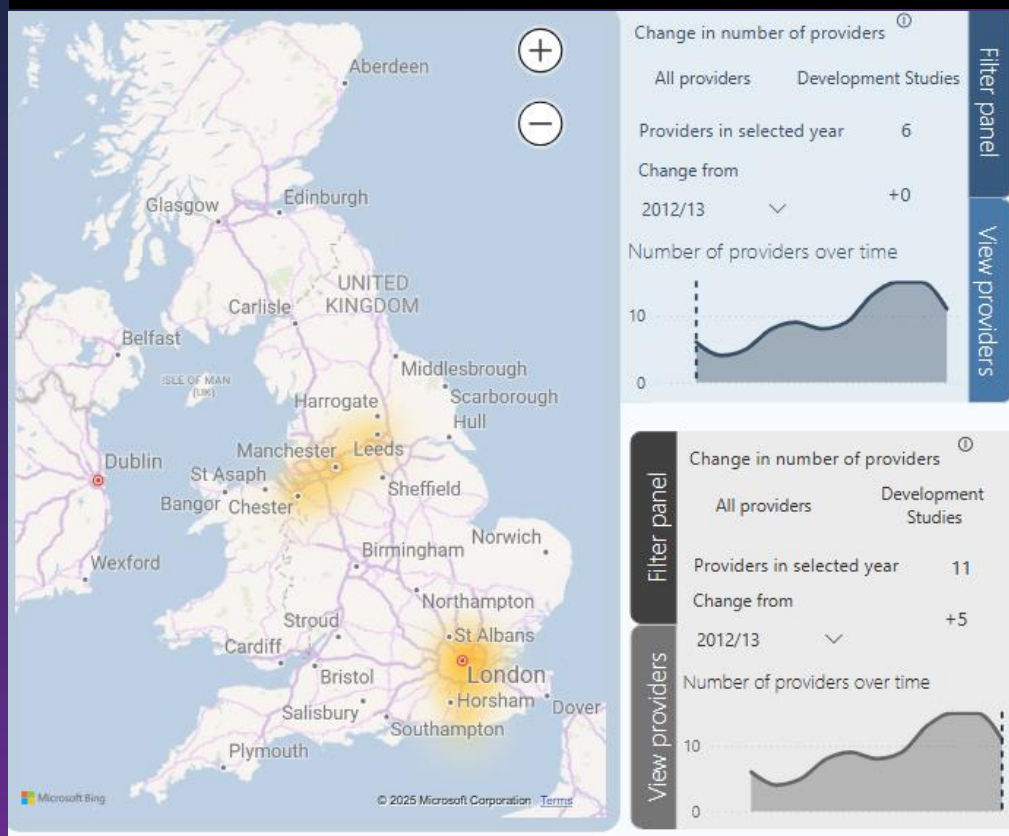 Aberdeen
Glasgow
Edinburgh
UNITED
KINGDOM
Carlisle
Belfast
ISLE OF MAN
(UK)
Middlesbrough
Scarborough
Harrogate
Hull
Manchester
Leeds
Dublin
St Asaph
Sheffield
Bangor
Chester
Norwich
Birmingham
Wexford
Northampton
Stroud
St Albans
Cardiff
London
Bristol
Horsham
Salisbury
Dover
Southampton
Plymouth
Microsoft Bing
© 2025 Microsoft Corporation Terms
Change in number of providers
All providers Development Studies
Providers in selected year 6
Change from
+0
2012/13
Number of providers over time
10
0
Filter panel
View providers
Filter panel
View providers
Change in number of providers
All providers
Development
Studies
Providers in selected year 11
Change from
+5
2012/13
Number of providers over time
10
0